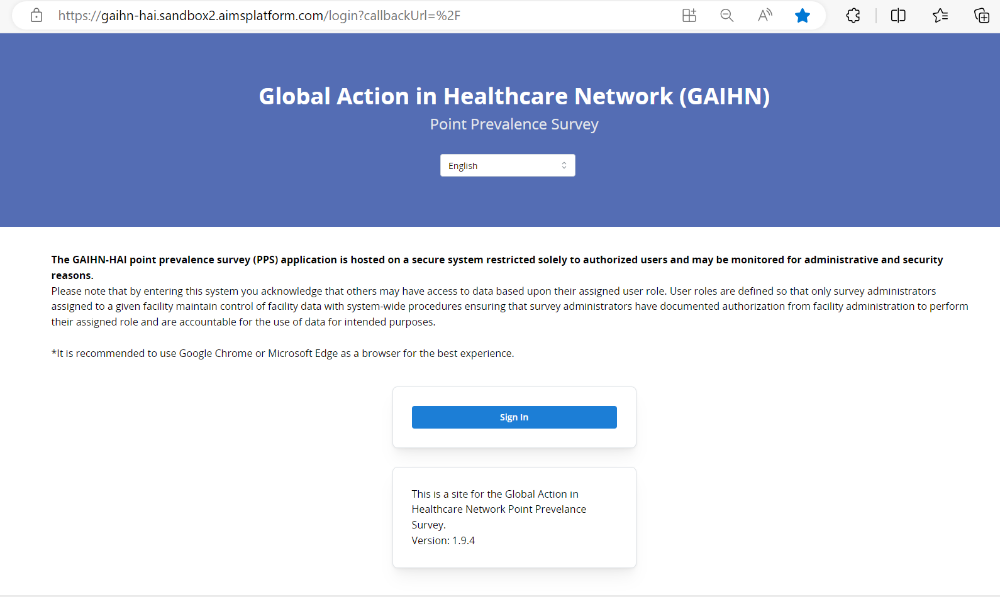 https://gaihn-hai.sandbox2.aimsplatform.com/login?callbackUrl=%2F
Global Action in Healthcare Network (GAIHN)
Point Prevalence Survey
English
The GAIHN-HAI point prevalence survey (PPS) application is hosted on a secure system restricted solely to authorized users and may be monitored for administrative and security
reasons.
Please note that by entering this system you acknowledge that others may have access to data based upon their assigned user role. User roles are defined so that only survey administrators
assigned to a given facility maintain control of facility data with system-wide procedures ensuring that survey administrators have documented authorization from facility administration to perform
their assigned role and are accountable for the use of data for intended purposes.
*It is recommended to use Google Chrome or Microsoft Edge as a browser for the best experience.
Sign In
This is a site for the Global Action in
Healthcare Network Point Prevelance
Survey.
Version: 1.9.4